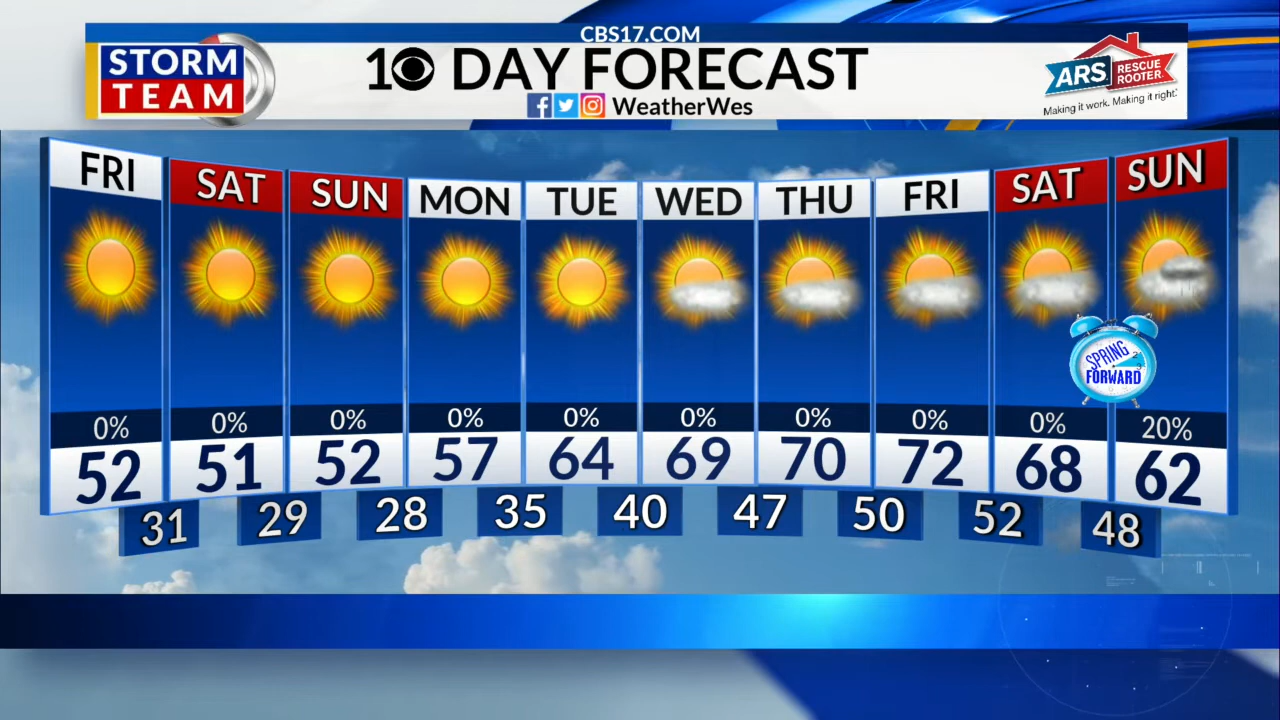 CBS17.COM
STORM
TEAM
10 DAY FORECAST
WeatherWes
ARS RESCUE
ROOTER
Making it work. Making it right.
FRI SAT SUN MON TUE WED THU FRI SAT SUN
SPRING
FORWARD
0% 0% 0% 0% 0% 0% 0% 0% 0% 20%
52 51 52 57 64 69 70 72 68 62
31 29 28 35 40 47 50 52 48